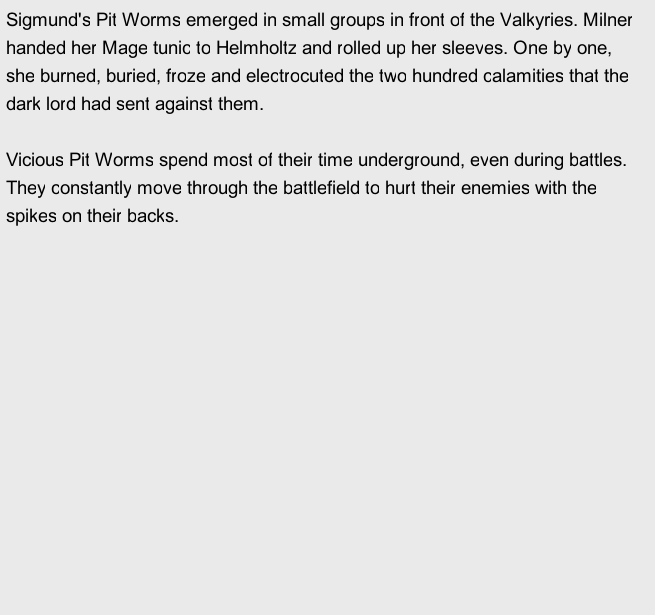 Sigmund's Pit Worms emerged in small groups in front of the Valkyries. Milner
handed her Mage tunic to Helmholtz and rolled up her sleeves. One by one,
she burned, buried, froze and electrocuted the two hundred calamities that the
dark lord had sent against them.

Vicious Pit Worms spend most of their time underground, even during battles.
They constantly move through the battlefield to hurt their enemies with the
spikes on their backs.